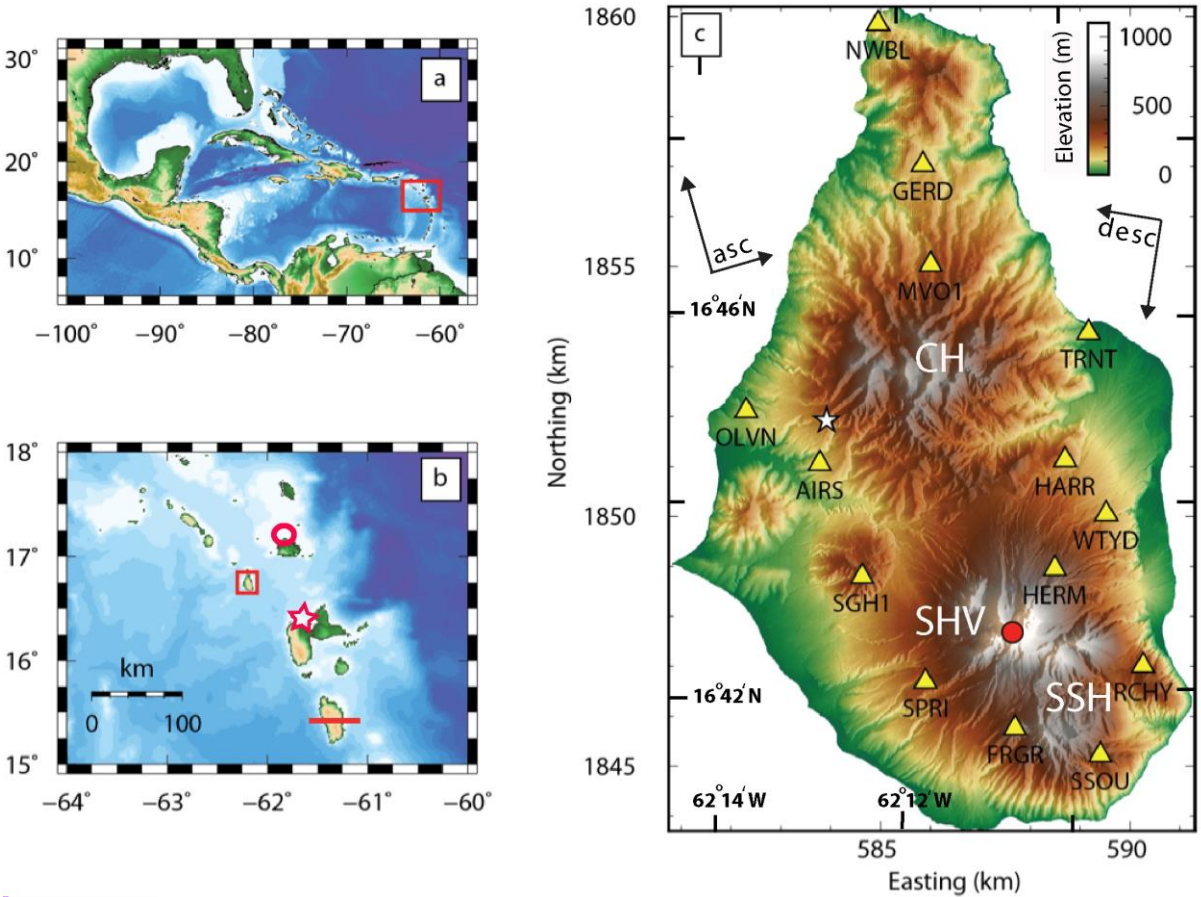 a
30°
20°
10°
−100°
−90°
−80°
−70°
−60°
b
18°
17°
16°
15°
km
0
100
−64°
−63°
−62°
−61°
−60°
c
Elevation (m)
1000
500
0
1860
1855
1850
1845
Northing (km)
NWBL
GERD
asc
desc
MVO1
16°46'N
TRNT
CH
OLVN
AIRS
HARR
WTYD
SGH1
HERM
SHV
16°42'N
SPRI
SSH
RCHY
FRGR
SSOU
62°14'W
62°12'W
585
590
Easting (km)